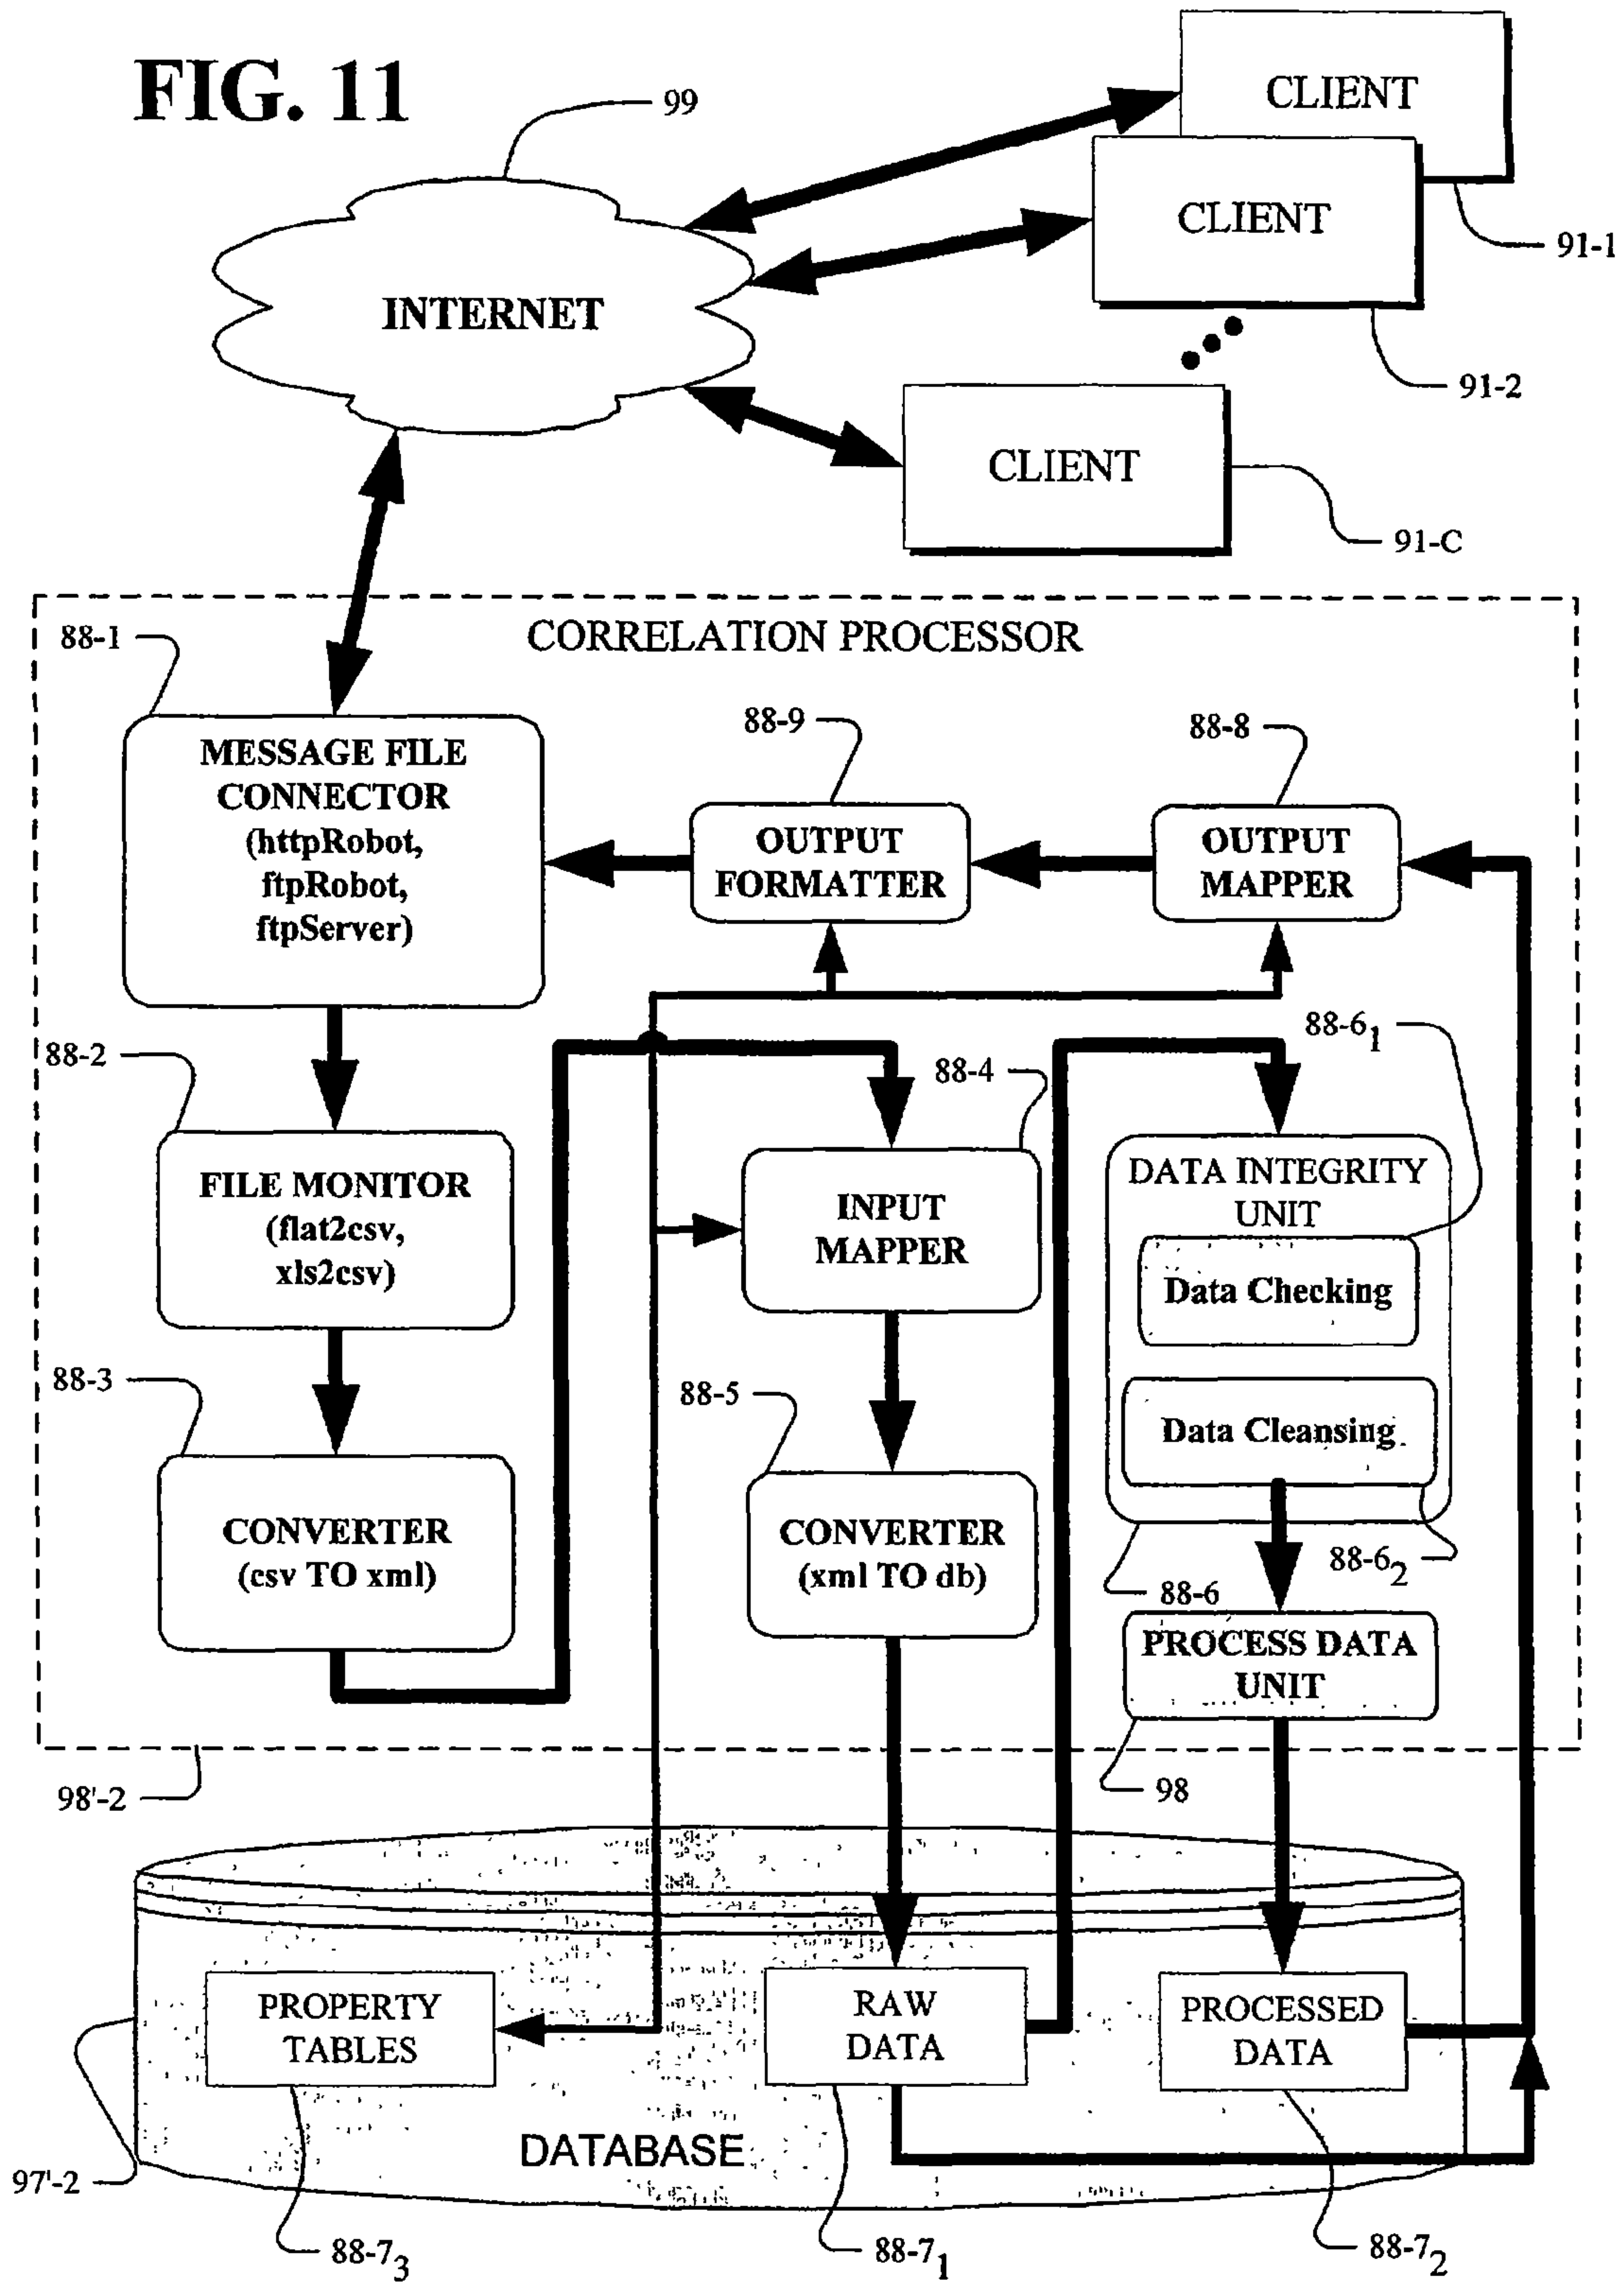 FIG. 11
99
CLIENT
CLIENT
91-1
INTERNET
91-2
CLIENT
91-C
CORRELATION PROCESSOR
88-1
MESSAGE FILE
CONNECTOR
(httpRobot,
ftpRobot,
ftpServer)
88-9
OUTPUT
FORMATTER
88-8
OUTPUT
MAPPER
88-2
FILE MONITOR
(flat2csv,
xls2csv)
88-4
INPUT
MAPPER
88-6₁
DATA INTEGRITY
UNIT
Data Checking
Data Cleansing
88-3
CONVERTER
(csv TO xml)
88-5
CONVERTER
(xml TO db)
88-6₂
88-6
PROCESS DATA
UNIT
98'-2
98
PROPERTY
TABLES
RAW
DATA
PROCESSED
DATA
DATABASE
97'-2
88-7₃
88-7₁
88-7₂